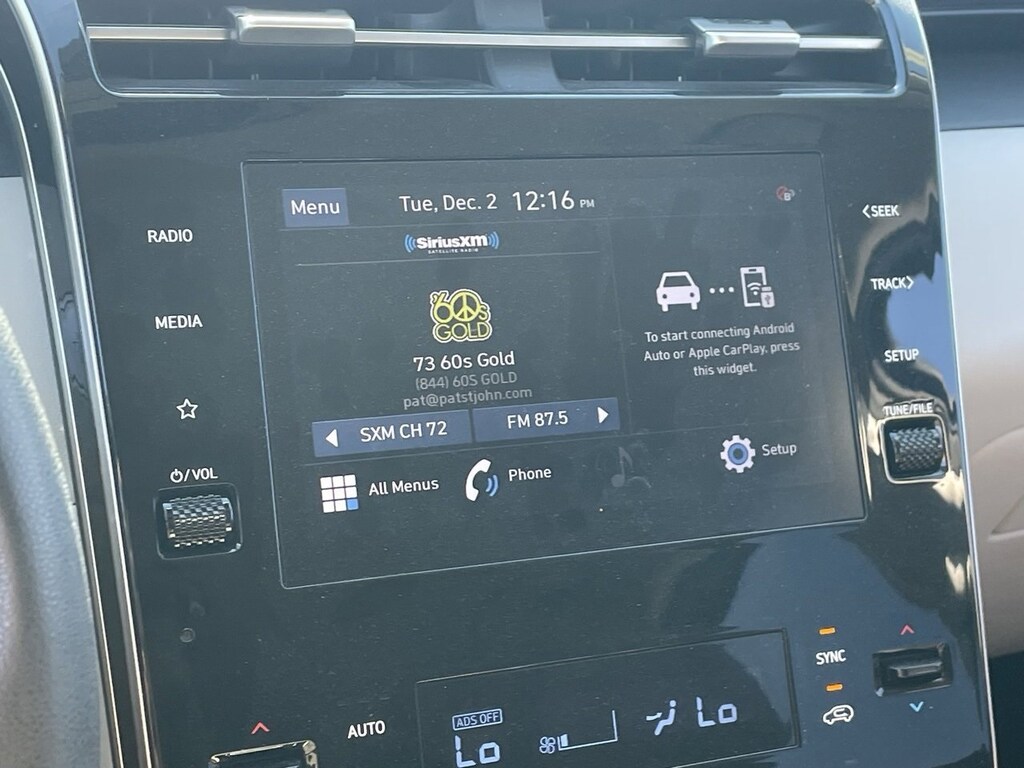 Menu
Tue, Dec. 2 12:16 PM
B
SiriusXM
SATELLITE RADIO
'60s
GOLD
73 60s Gold
(844) 60S GOLD
pat@patstjohn.com
SXM CH 72
FM 87.5
To start connecting Android
Auto or Apple CarPlay, press
this widget.
All Menus
Phone
Setup
RADIO
MEDIA
/VOL
<SEEK
TRACK>
SETUP
TUNE/FILE
SYNC
AUTO
ADS OFF
Lo
Lo